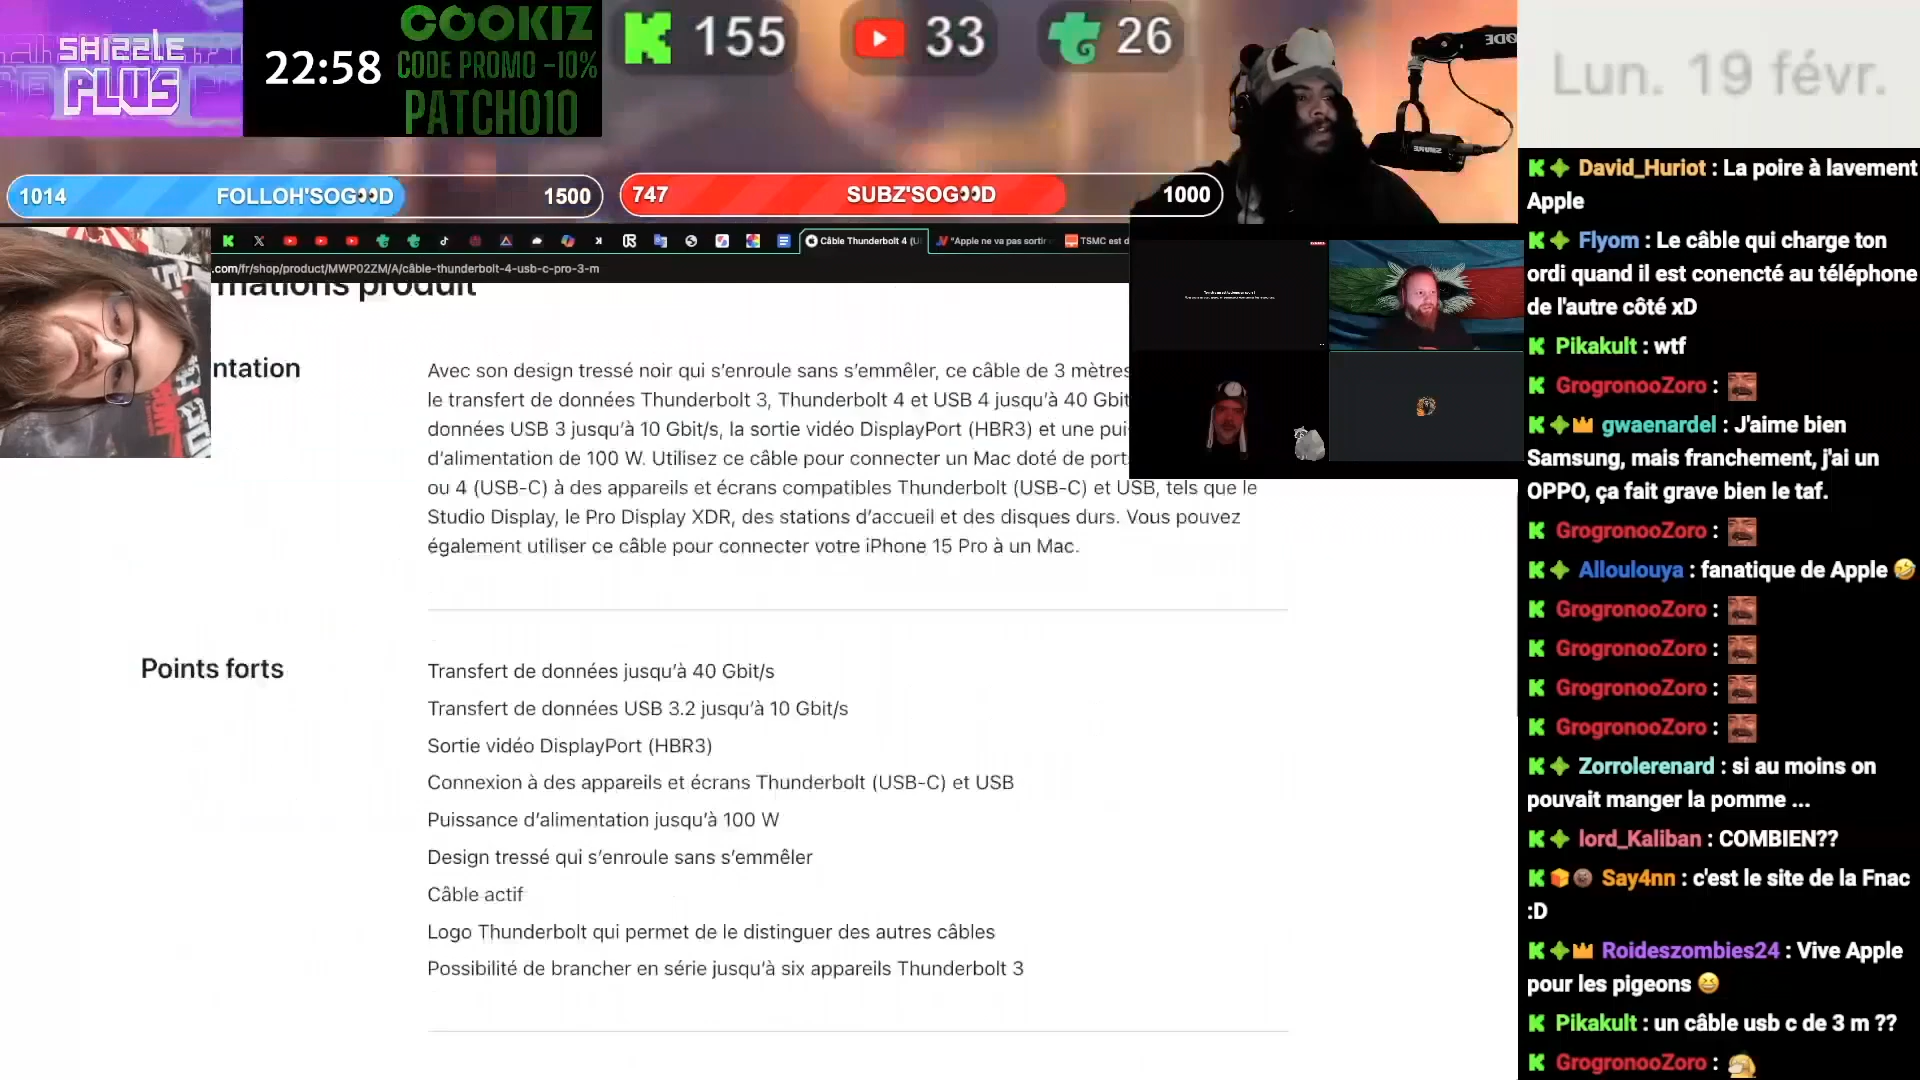 SHIZZLE
PLUS
22:58
COOKIZ
CODE PROMO -10%
PATCHO10
155
33
26
Lun. 19 févr.
1014 FOLLOH'SOG👀D 1500
747 SUBZ'SOG👀D 1000
Câble Thunderbolt 4 (U
"Apple ne va pas sortir
TSMC est d
.com/fr/shop/product/MWP02ZM/A/câble-thunderbolt-4-usb-c-pro-3-m
mations produit
ntation
Avec son design tressé noir qui s’enroule sans s’emmêler, ce câble de 3 mètres
le transfert de données Thunderbolt 3, Thunderbolt 4 et USB 4 jusqu’à 40 Gbit
données USB 3 jusqu’à 10 Gbit/s, la sortie vidéo DisplayPort (HBR3) et une pui
d’alimentation de 100 W. Utilisez ce câble pour connecter un Mac doté de port
ou 4 (USB-C) à des appareils et écrans compatibles Thunderbolt (USB-C) et USB, tels que le
Studio Display, le Pro Display XDR, des stations d’accueil et des disques durs. Vous pouvez
également utiliser ce câble pour connecter votre iPhone 15 Pro à un Mac.
Points forts
Transfert de données jusqu’à 40 Gbit/s
Transfert de données USB 3.2 jusqu’à 10 Gbit/s
Sortie vidéo DisplayPort (HBR3)
Connexion à des appareils et écrans Thunderbolt (USB-C) et USB
Puissance d’alimentation jusqu’à 100 W
Design tressé qui s’enroule sans s’emmêler
Câble actif
Logo Thunderbolt qui permet de le distinguer des autres câbles
Possibilité de brancher en série jusqu’à six appareils Thunderbolt 3
David_Huriot : La poire à lavement
Apple
Flyom : Le câble qui charge ton
ordi quand il est conencté au téléphone
de l'autre côté xD
Pikakult : wtf
GrogronooZoro :
gwaenardel : J'aime bien
Samsung, mais franchement, j'ai un
OPPO, ça fait grave bien le taf.
GrogronooZoro :
Alloulouya : fanatique de Apple 🤣
GrogronooZoro :
GrogronooZoro :
GrogronooZoro :
GrogronooZoro :
Zorrolerenard : si au moins on
pouvait manger la pomme ...
lord_Kaliban : COMBIEN??
Say4nn : c'est le site de la Fnac
:D
Roideszombies24 : Vive Apple
pour les pigeons 😆
Pikakult : un câble usb c de 3 m ??
GrogronooZoro :